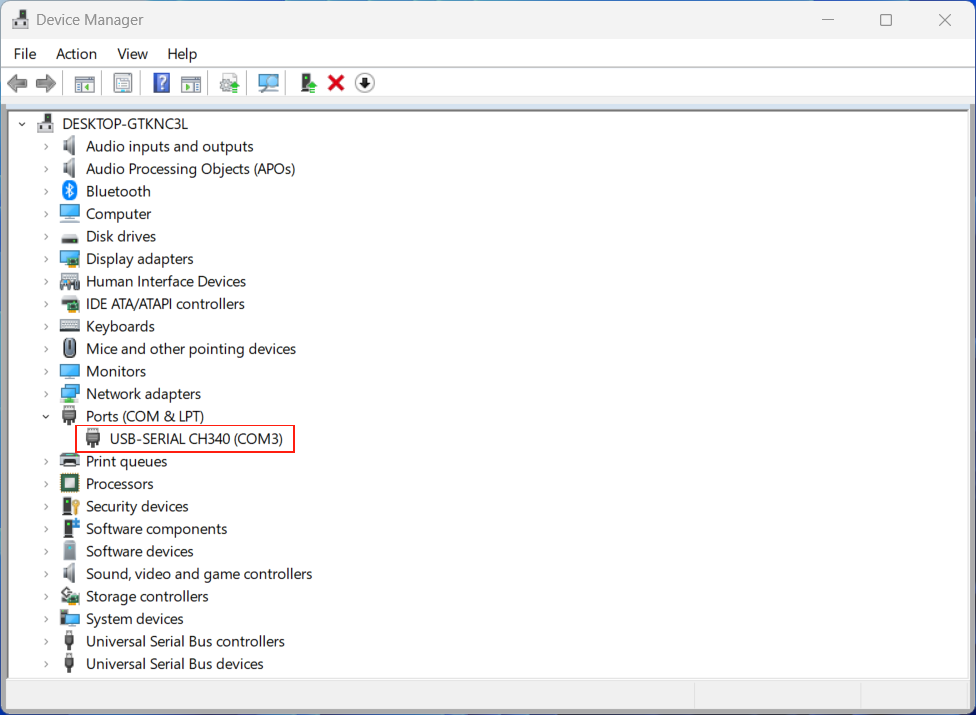 Device Manager
File Action View Help
DESKTOP-GTKNC3L
Audio inputs and outputs
Audio Processing Objects (APOs)
Bluetooth
Computer
Disk drives
Display adapters
Human Interface Devices
IDE ATA/ATAPI controllers
Keyboards
Mice and other pointing devices
Monitors
Network adapters
Ports (COM & LPT)
USB-SERIAL CH340 (COM3)
Print queues
Processors
Security devices
Software components
Software devices
Sound, video and game controllers
Storage controllers
System devices
Universal Serial Bus controllers
Universal Serial Bus devices